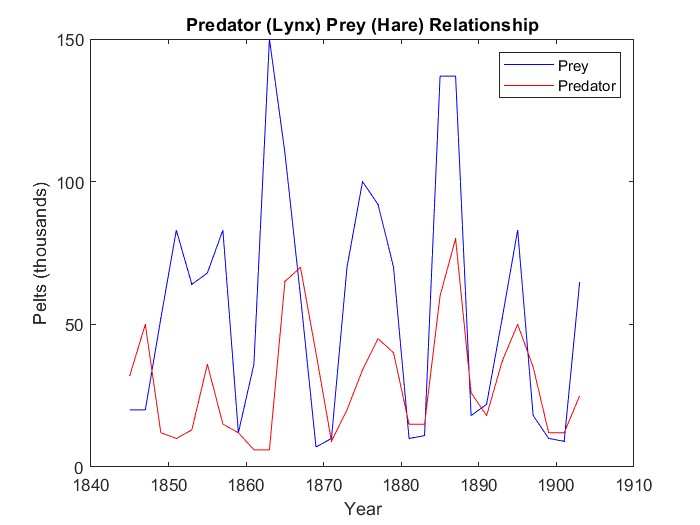 Predator (Lynx) Prey (Hare) Relationship
150
Prey
Predator
100
Pelts (thousands)
50
0
1840
1850
1860
1870
1880
1890
1900
1910
Year